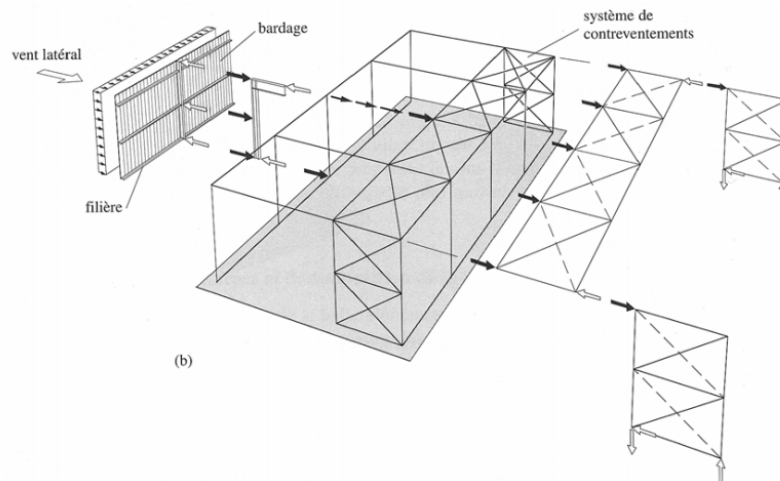 système de
contreventements
bardage
vent latéral
filière
(b)